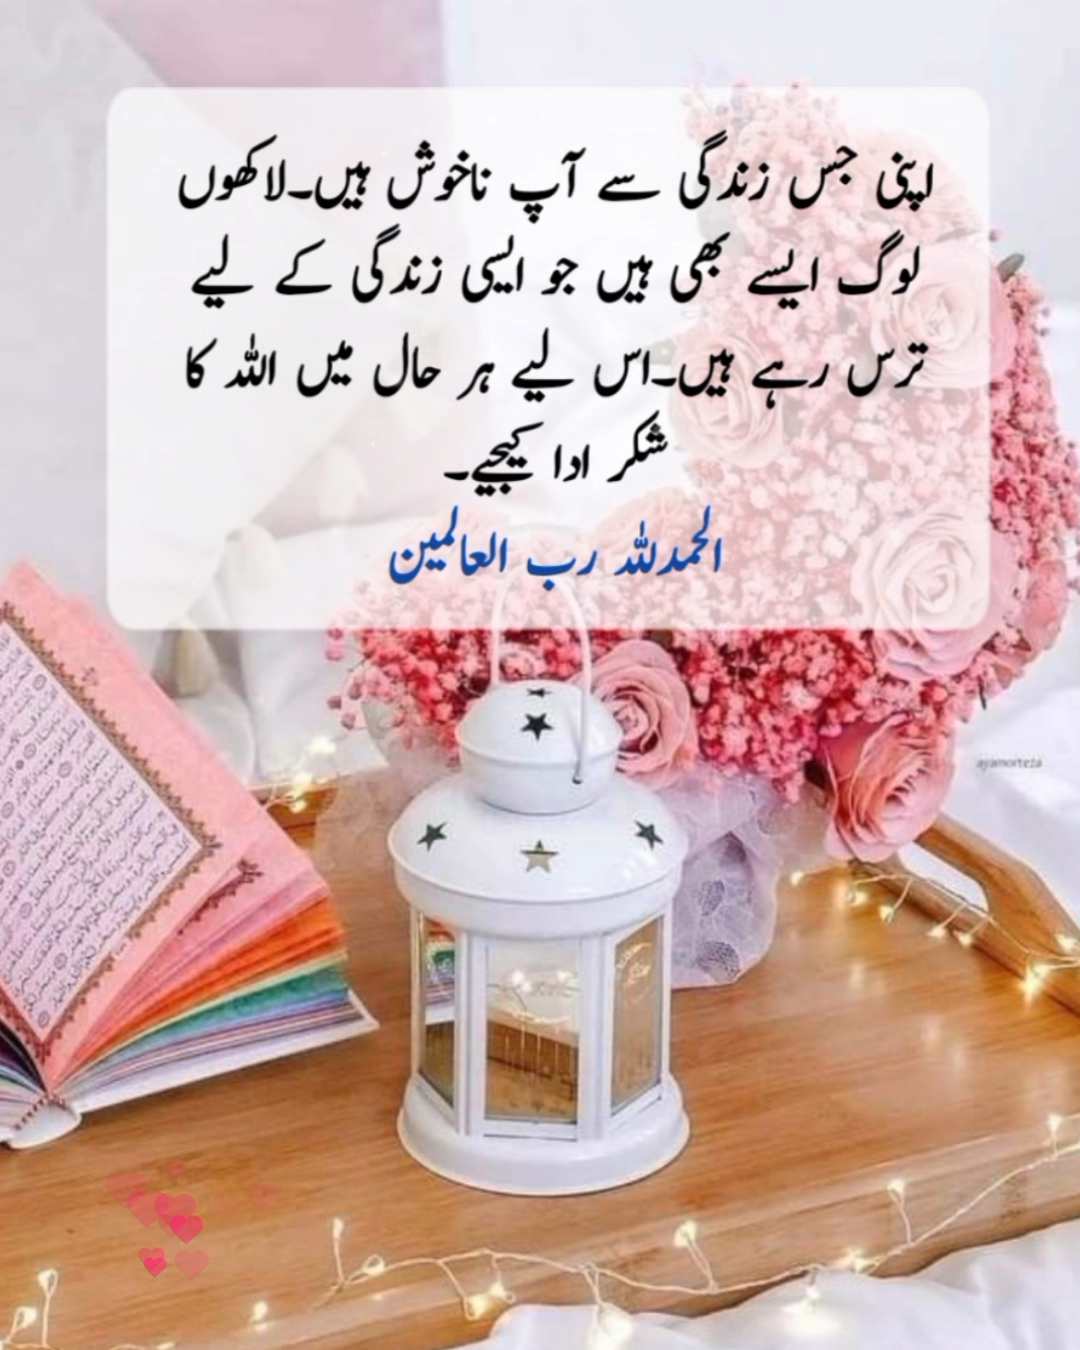 اپنی جس زندگی سے آپ ناخوش ہیں۔لاکھوں
لوگ ایسے بھی ہیں جو ایسی زندگی کے لیے
ترس رہے ہیں۔اس لیے ہر حال میں اللہ کا
شکر ادا کیجیے۔
الحمدللہ رب العالمین
ayamorteza